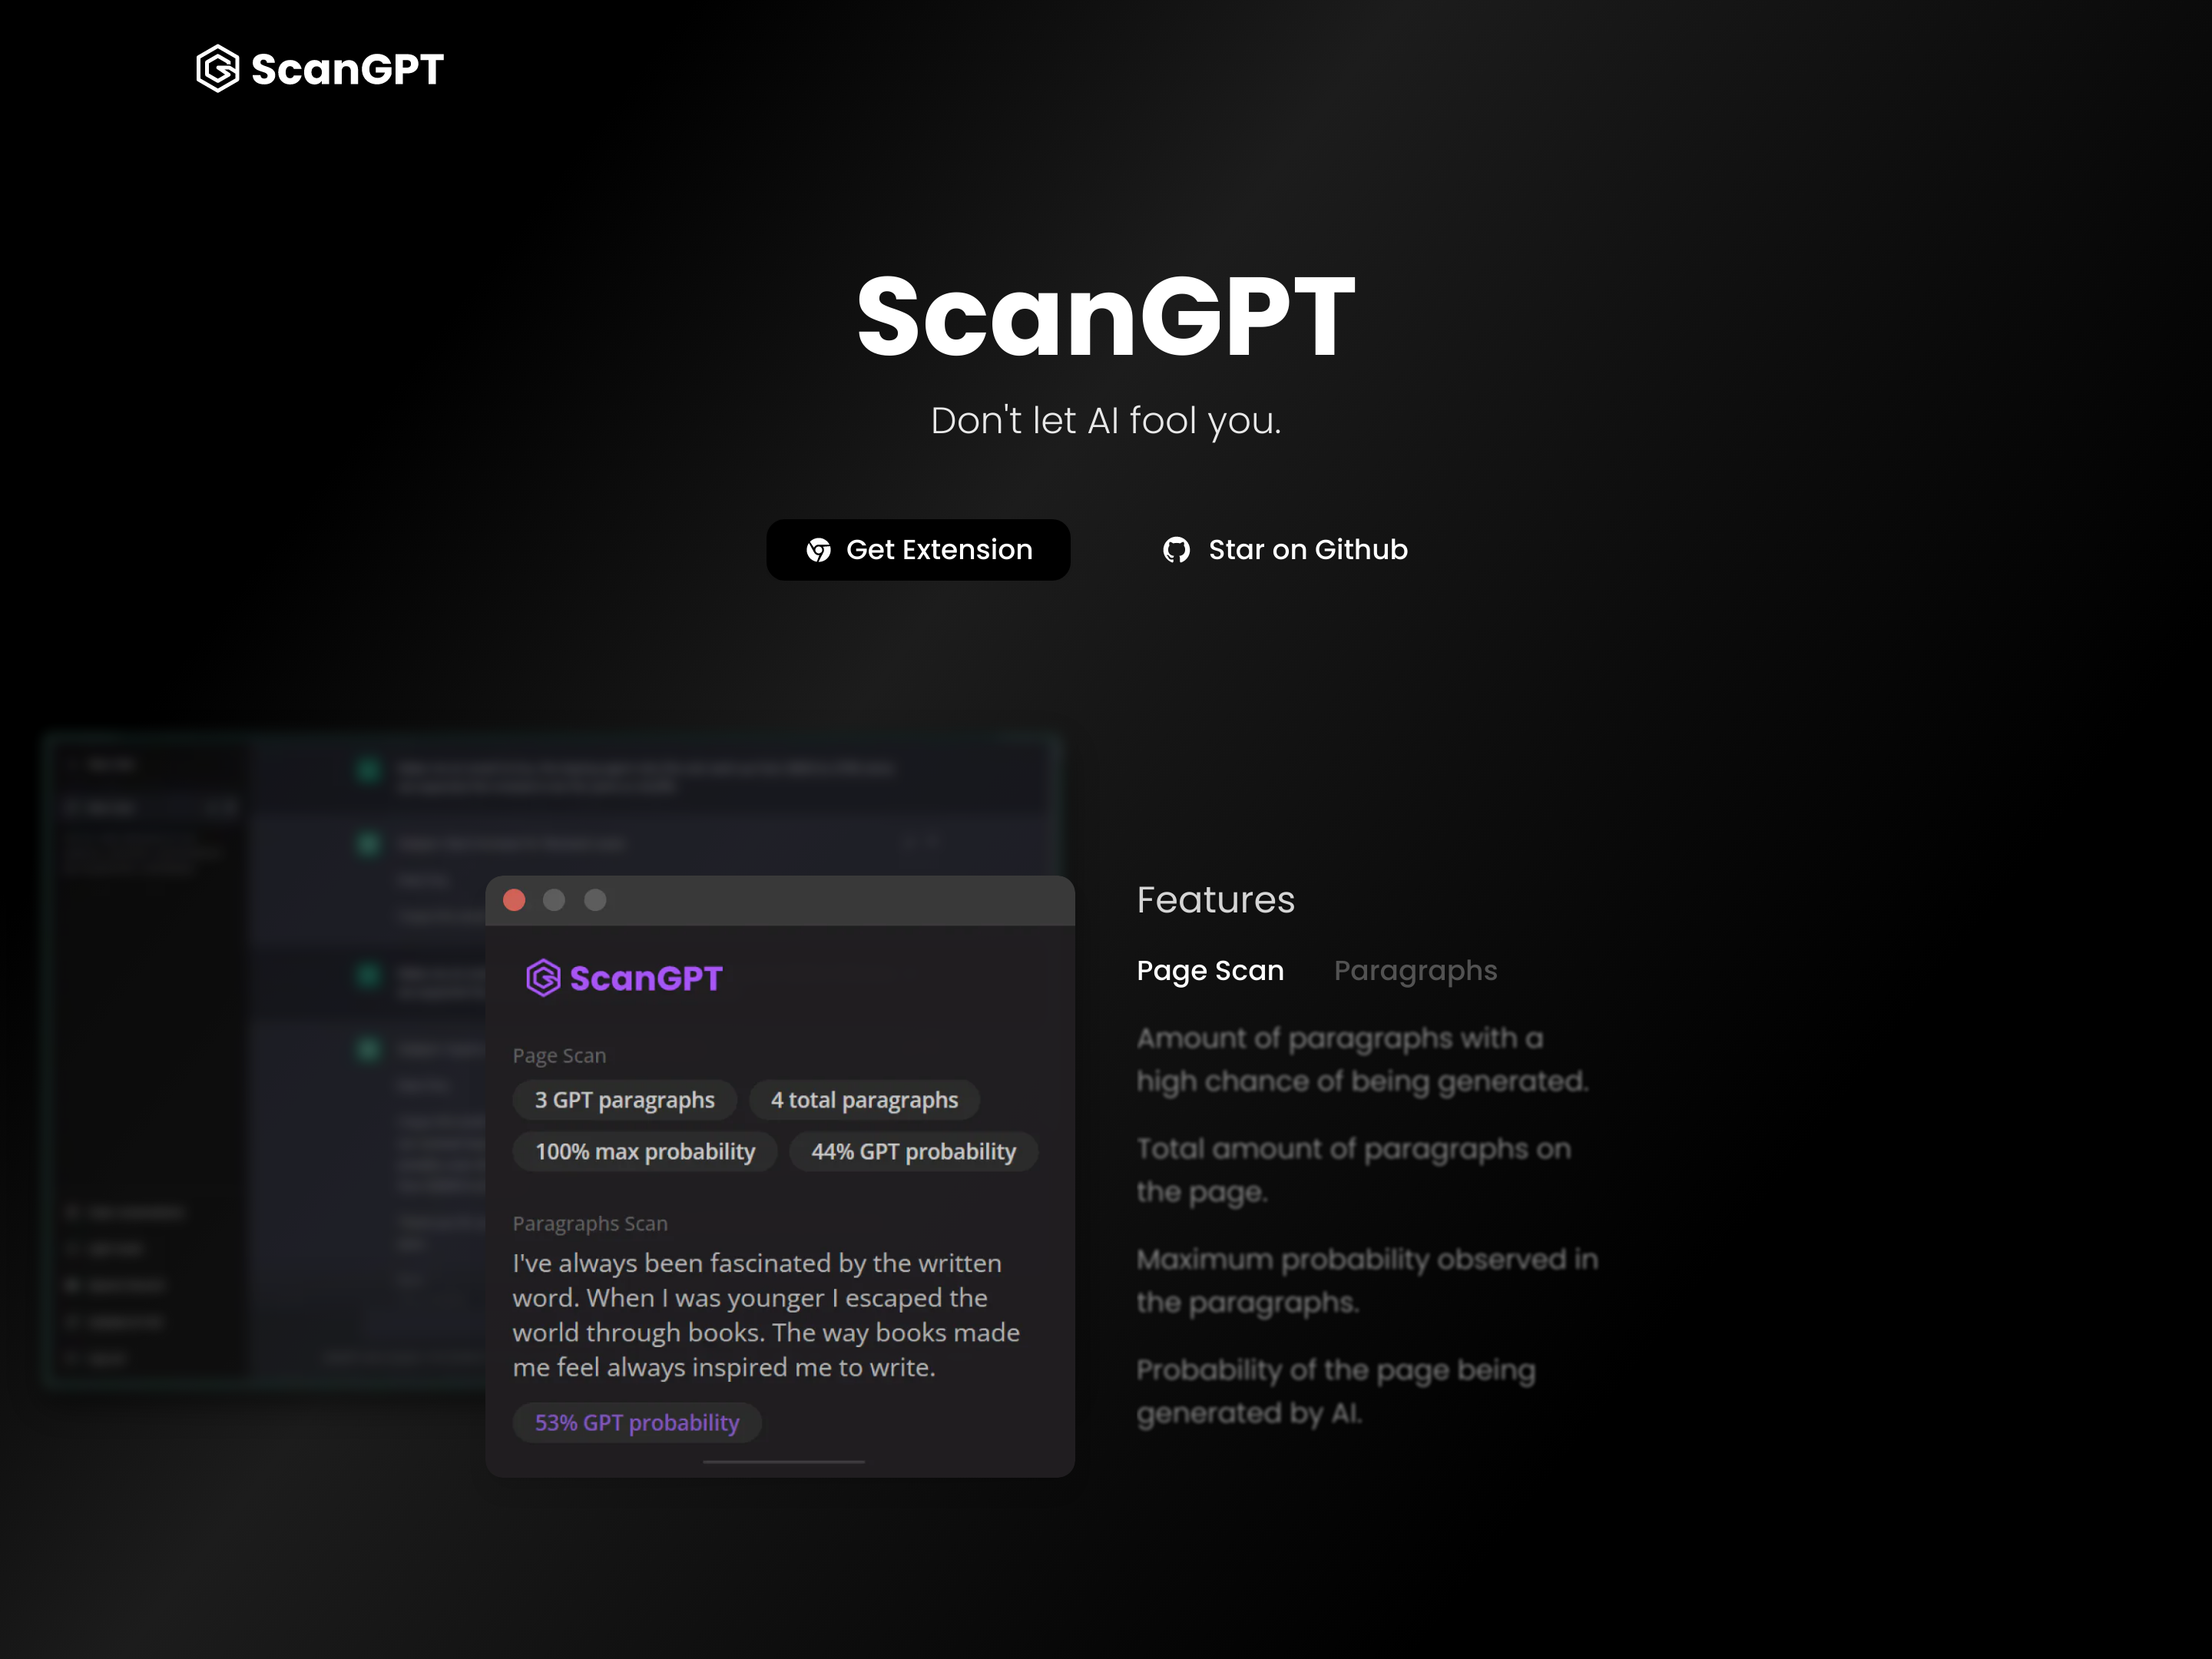 ScanGPT
ScanGPT
Don't let AI fool you.
Get Extension
Star on Github
ScanGPT
Page Scan
3 GPT paragraphs
4 total paragraphs
100% max probability
44% GPT probability
Paragraphs Scan
I've always been fascinated by the written
word. When I was younger I escaped the
world through books. The way books made
me feel always inspired me to write.
53% GPT probability
Features
Page Scan
Paragraphs
Amount of paragraphs with a
high chance of being generated.
Total amount of paragraphs on
the page.
Maximum probability observed in
the paragraphs.
Probability of the page being
generated by AI.